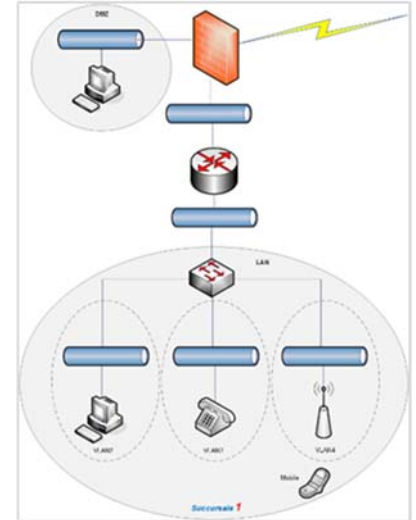 DMZ
LAN
VLAN2
VLAN3
VLAN4
Mobile
Succursale 1